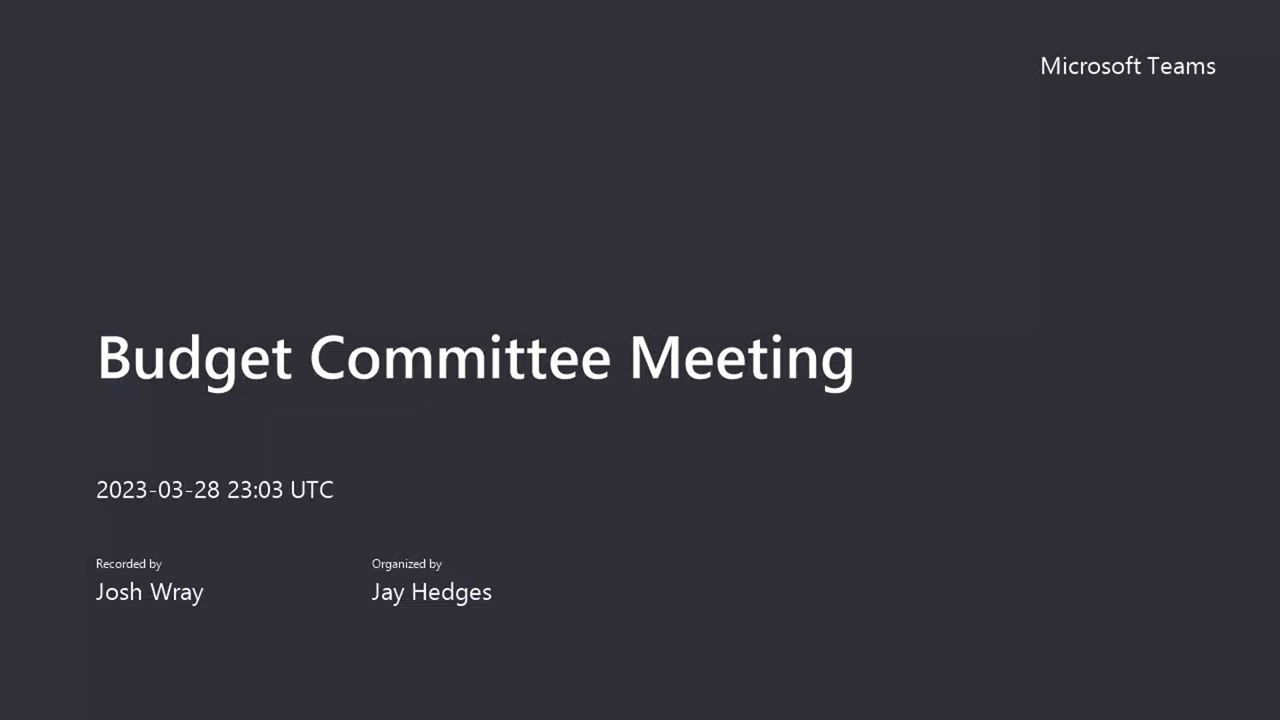 Microsoft Teams
Budget Committee Meeting
2023-03-28 23:03 UTC
Recorded by
Josh Wray
Organized by
Jay Hedges